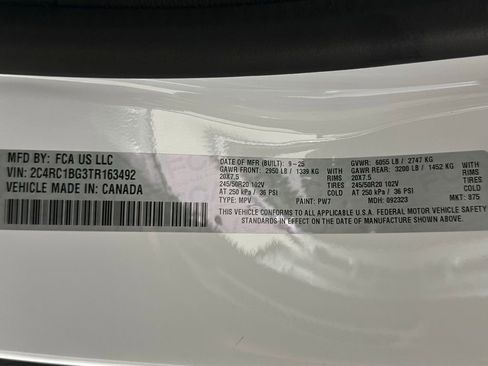 MFD BY: FCA US LLC
VIN: 2C4RC1BG3TR163492
VEHICLE MADE IN: CANADA
DATE OF MFR (BUILT): 9-25 GVWR: 6055 LB / 2747 KG
GAWR FRONT: 2950 LB / 1339 KG WITH GAWR REAR: 3200 LB / 1452 KG WITH
20X7.5 RIMS 20X7.5 RIMS
245/50R20 102V TIRES 245/50R20 102V TIRES
AT 250 kPa / 36 PSI COLD AT 250 kPa / 36 PSI COLD
TYPE: MPV PAINT: PW7 MDH: 092323 MKT: 875
THIS VEHICLE CONFORMS TO ALL APPLICABLE U.S.A. FEDERAL MOTOR VEHICLE SAFETY
STANDARDS IN EFFECT ON THE DATE OF MANUFACTURE SHOWN ABOVE.